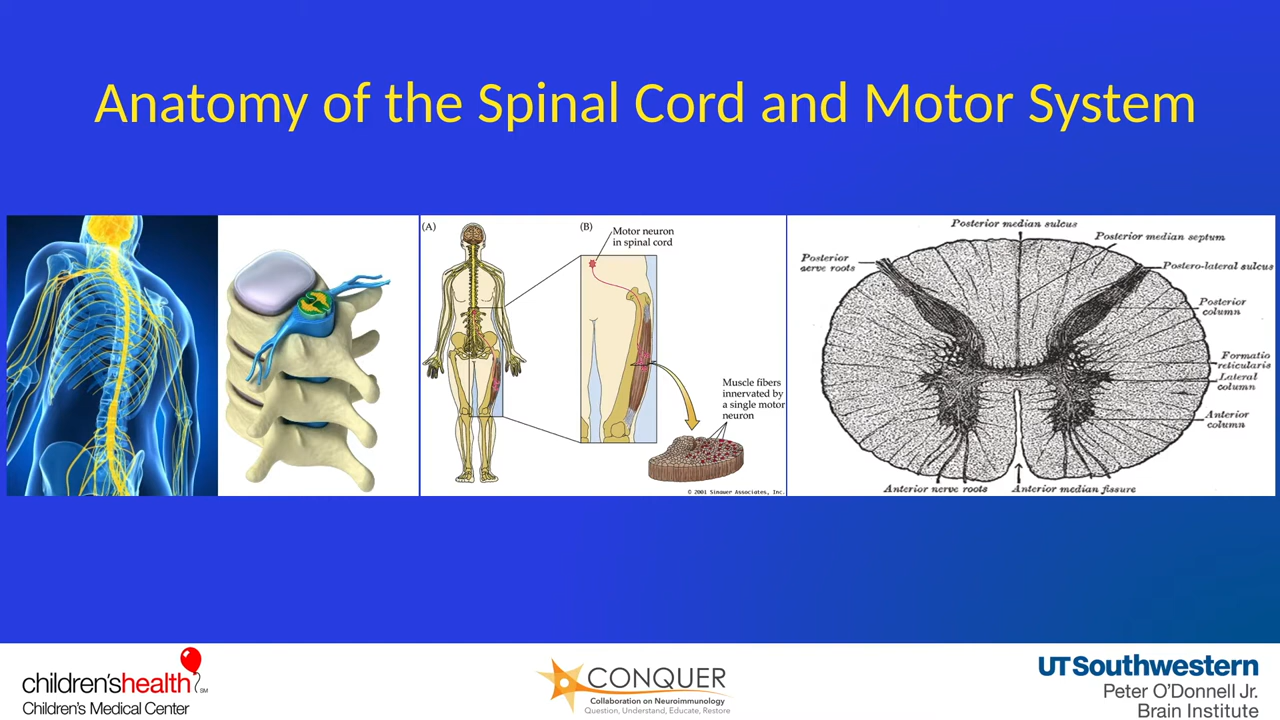 Anatomy of the Spinal Cord and Motor System
(A)
(B)
Motor neuron
in spinal cord
Muscle fibers
innervated by
a single motor
neuron
© 2001 Sinauer Associates, Inc.
Posterior median sulcus
Posterior median septum
Posterior
nerve roots
Postero-lateral sulcus
Posterior
column
Formatio
reticularis
Lateral
column
Anterior
column
Anterior nerve roots
Anterior median fissure
children'shealth
SM
Children's Medical Center
CONQUER
Collaboration on Neuroimmunology
Question, Understand, Educate, Restore
UTSouthwestern
Peter O'Donnell Jr.
Brain Institute